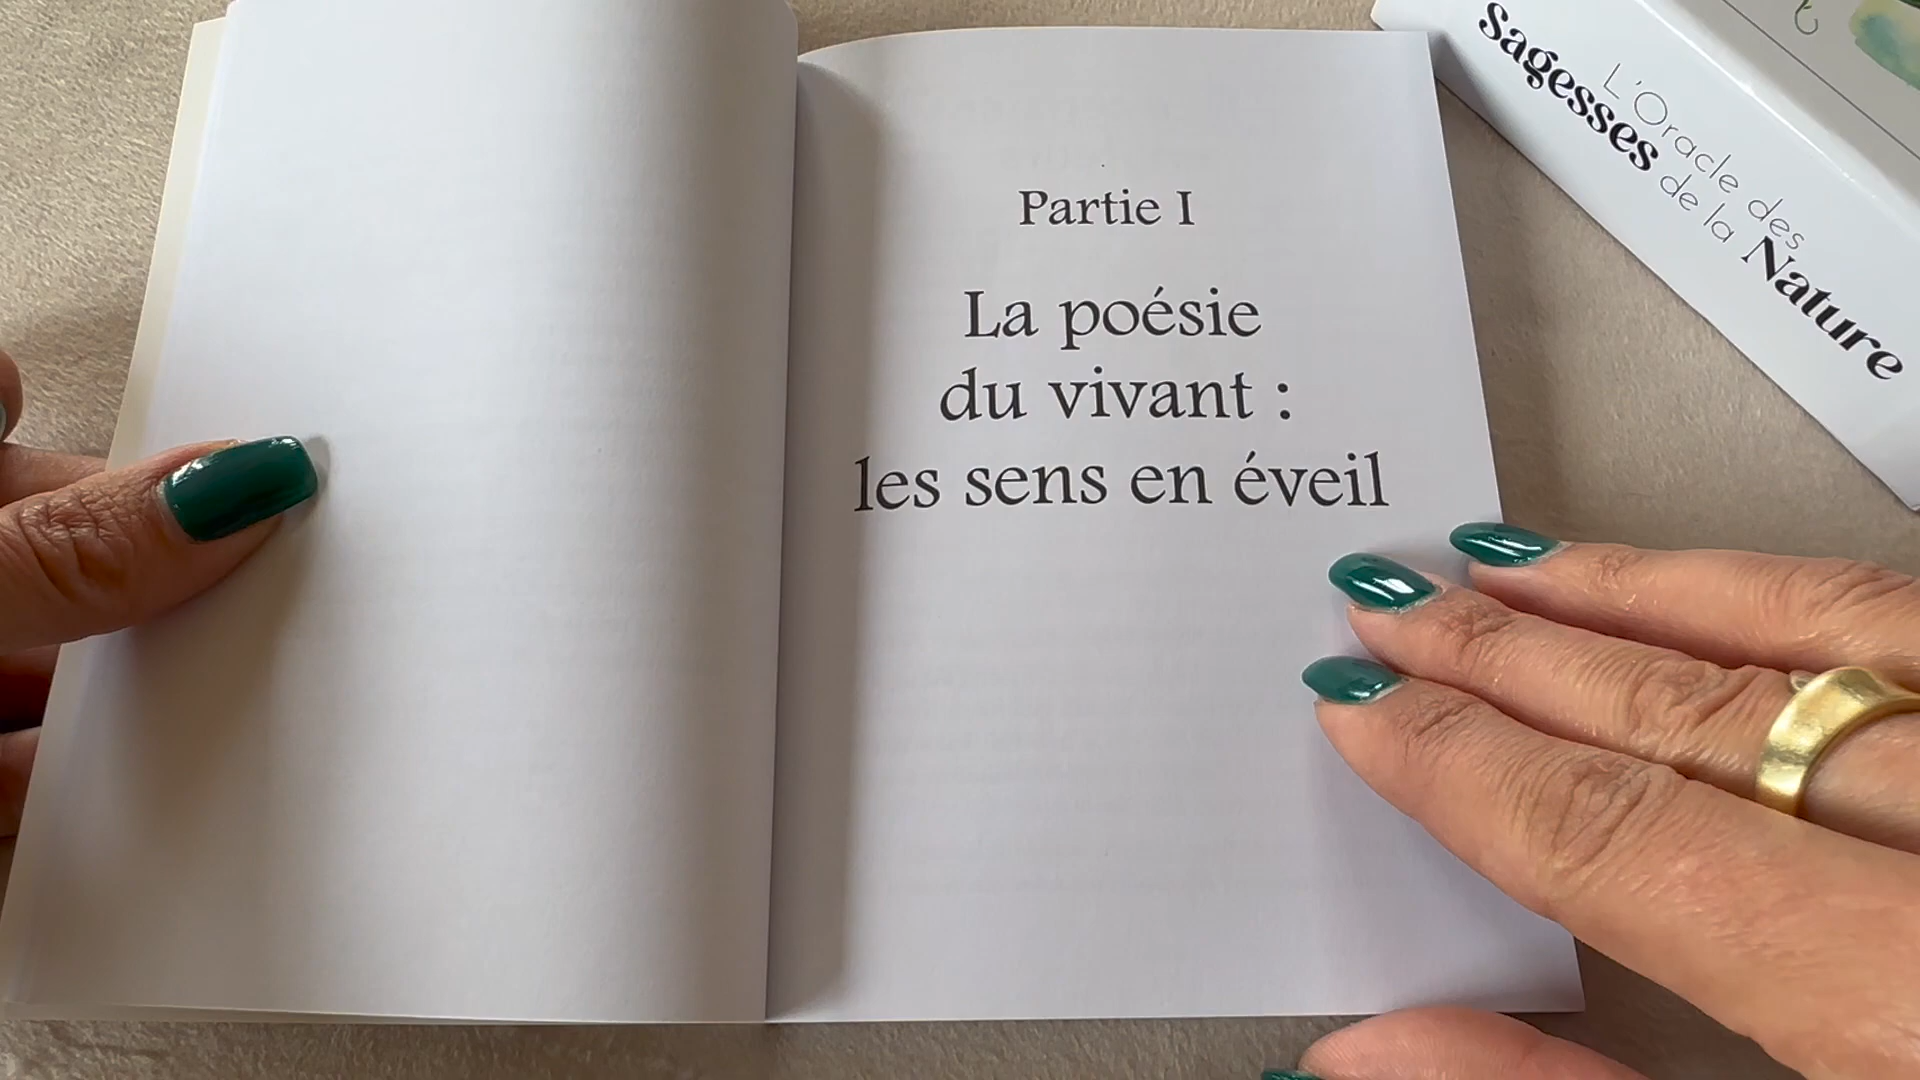 Partie I
La poésie
du vivant :
les sens en éveil
L'Oracle des
Sagesses de la Nature